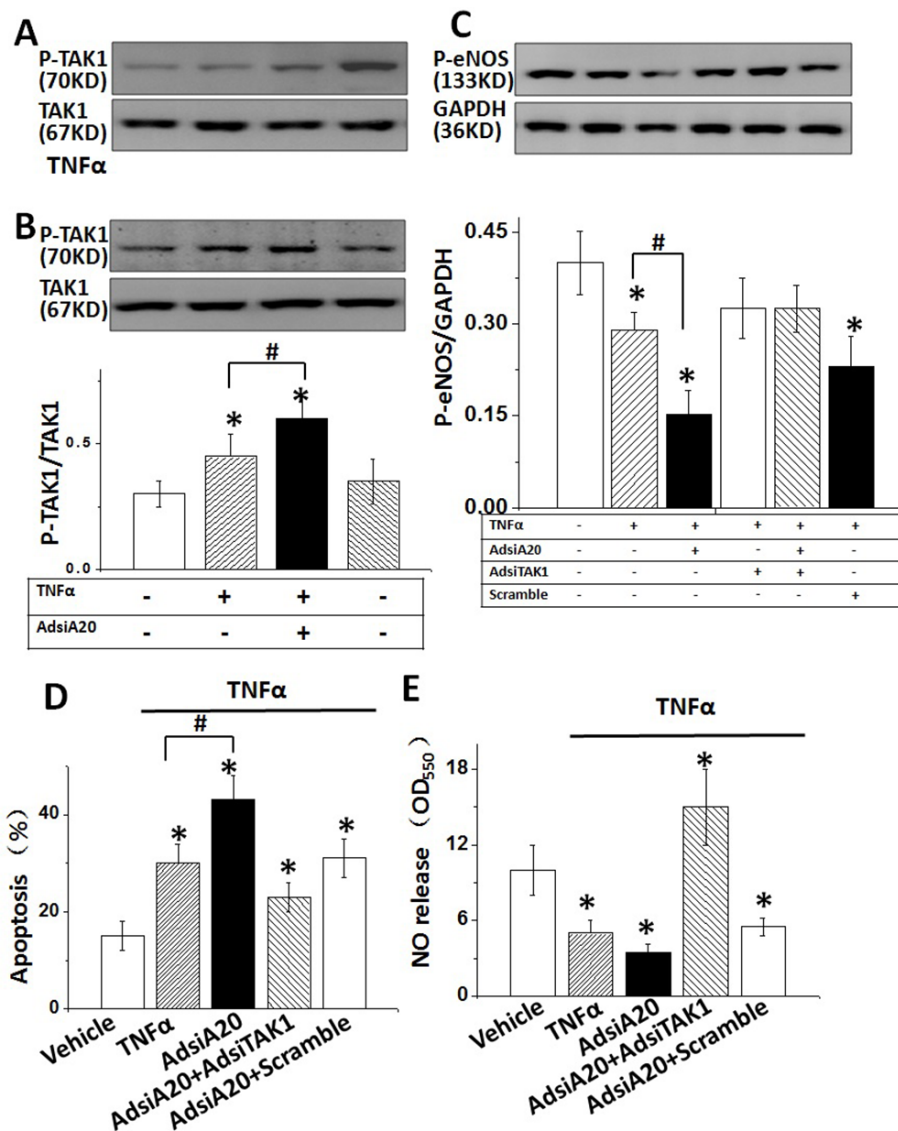 A
P-TAK1
(70KD)
TAK1
(67KD)
TNFα
B
P-TAK1
(70KD)
TAK1
(67KD)
#
*
*
P-TAK1/TAK1
0.5
0.0
TNFα - + + -
AdsiA20 - - + -
C
P-eNOS
(133KD)
GAPDH
(36KD)
P-eNOS/GAPDH
0.45
0.30
0.15
0.00
#
*
*
*
TNFα - + + + + +
AdsiA20 - - + - + -
AdsiTAK1 - - - + + -
Scramble - - - - - +
D
TNFα
#
*
*
*
*
Apoptosis (%)
40
20
0
Vehicle
TNFα
AdsiA20
AdsiA20+AdsiTAK1
AdsiA20+Scramble
E
TNFα
*
*
*
*
NO release (OD550)
18
12
6
0
Vehicle
TNFα
AdsiA20
AdsiA20+AdsiTAK1
AdsiA20+Scramble